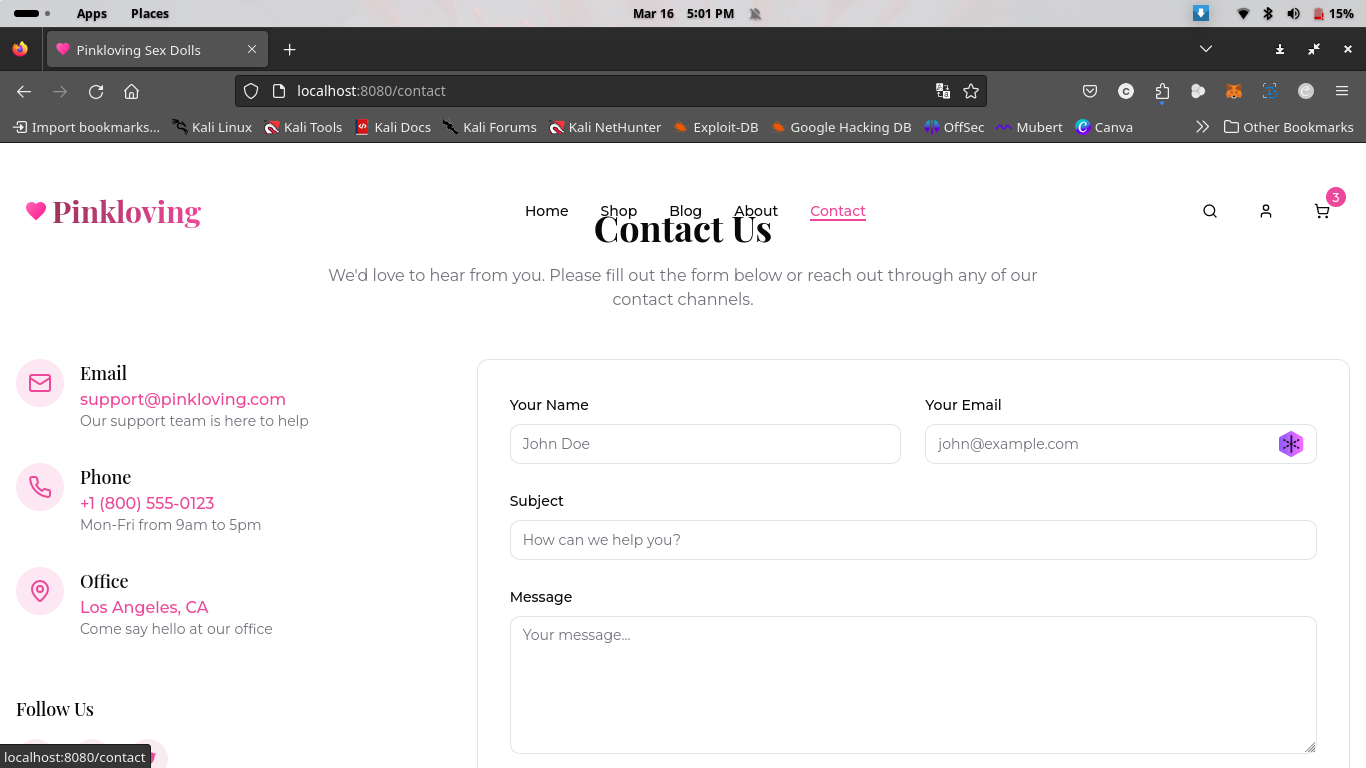 Apps Places Mar 16 5:01 PM 15%
Pinkloving Sex Dolls
localhost:8080/contact
Import bookmarks... Kali Linux Kali Tools Kali Docs Kali Forums Kali NetHunter Exploit-DB Google Hacking DB OffSec Mubert Canva Other Bookmarks
Pinkloving Home Shop Blog About Contact 3
Contact Us
We'd love to hear from you. Please fill out the form below or reach out through any of our
contact channels.
Email
support@pinkloving.com
Our support team is here to help
Phone
+1 (800) 555-0123
Mon-Fri from 9am to 5pm
Office
Los Angeles, CA
Come say hello at our office
Follow Us
Your Name Your Email
John Doe john@example.com
Subject
How can we help you?
Message
Your message...
localhost:8080/contact